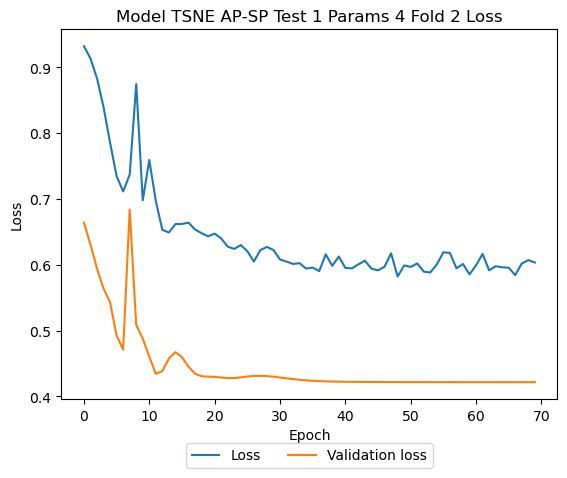 Model TSNE AP-SP Test 1 Params 4 Fold 2 Loss
0.9
0.8
0.7
0.6
0.5
0.4
Loss
0 10 20 30 40 50 60 70
Epoch
Loss Validation loss